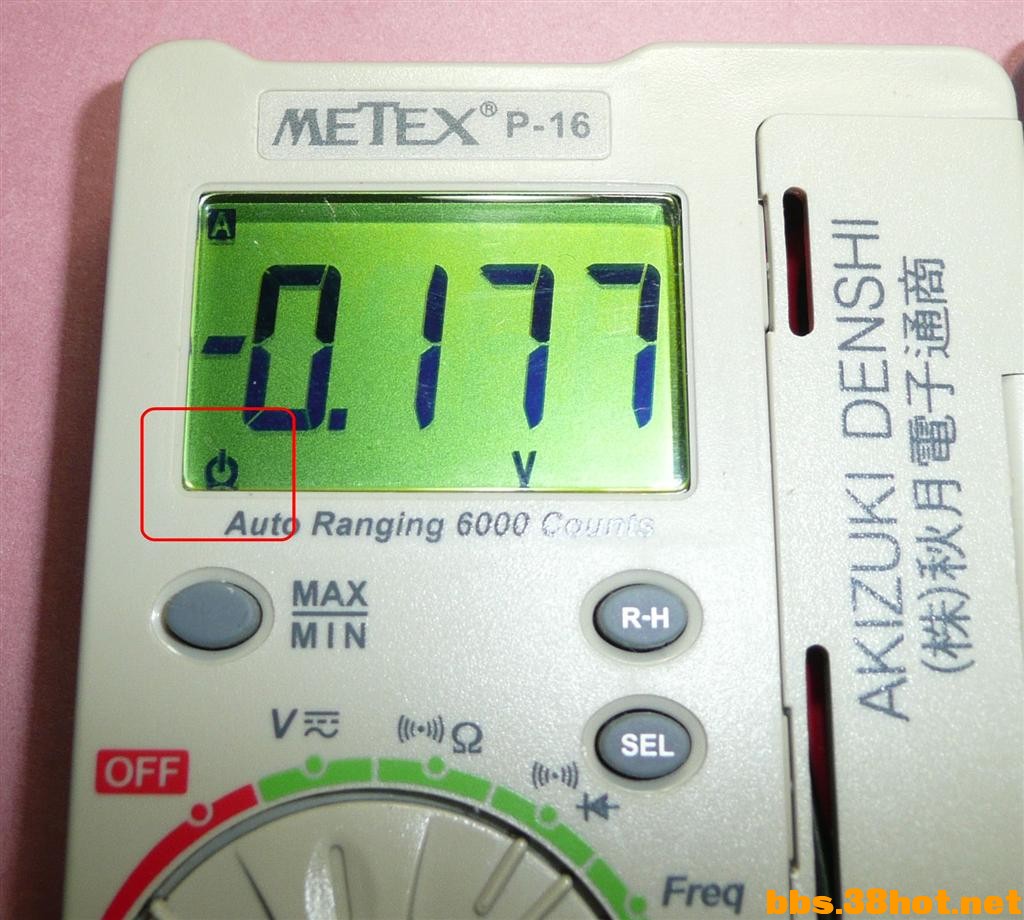 METEX® P-16
A
-0.177
V
Auto Ranging 6000 Counts
MAX
MIN
R-H
SEL
OFF
V
Ω
Freq
AKIZUKI DENSHI
(株)秋月電子通商
bbs.38hot.net